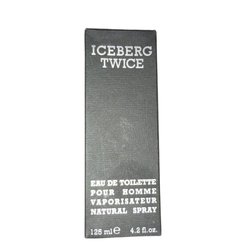 ICEBERG
TWICE
EAU DE TOILETTE
POUR HOMME
VAPORISATEUR
NATURAL SPRAY
125 ml ℮ 4.2 fl.oz.